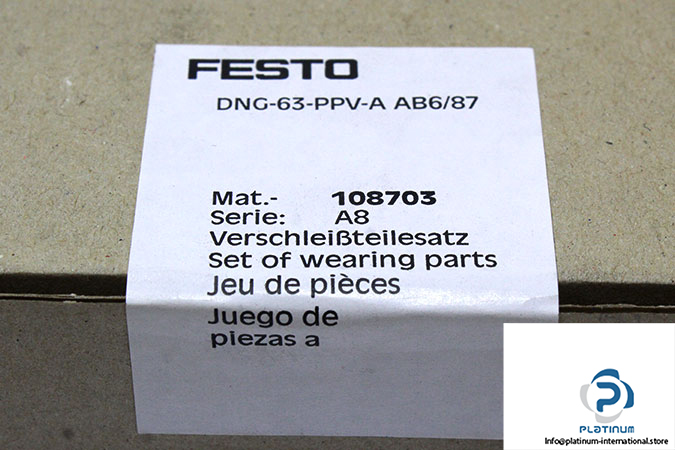 FESTO
DNG-63-PPV-A AB6/87
Mat.- 108703
Serie: A8
Verschleißteilesatz
Set of wearing parts
Jeu de pièces
Juego de
piezas a
PLATINUM
Info@platinum-international.store